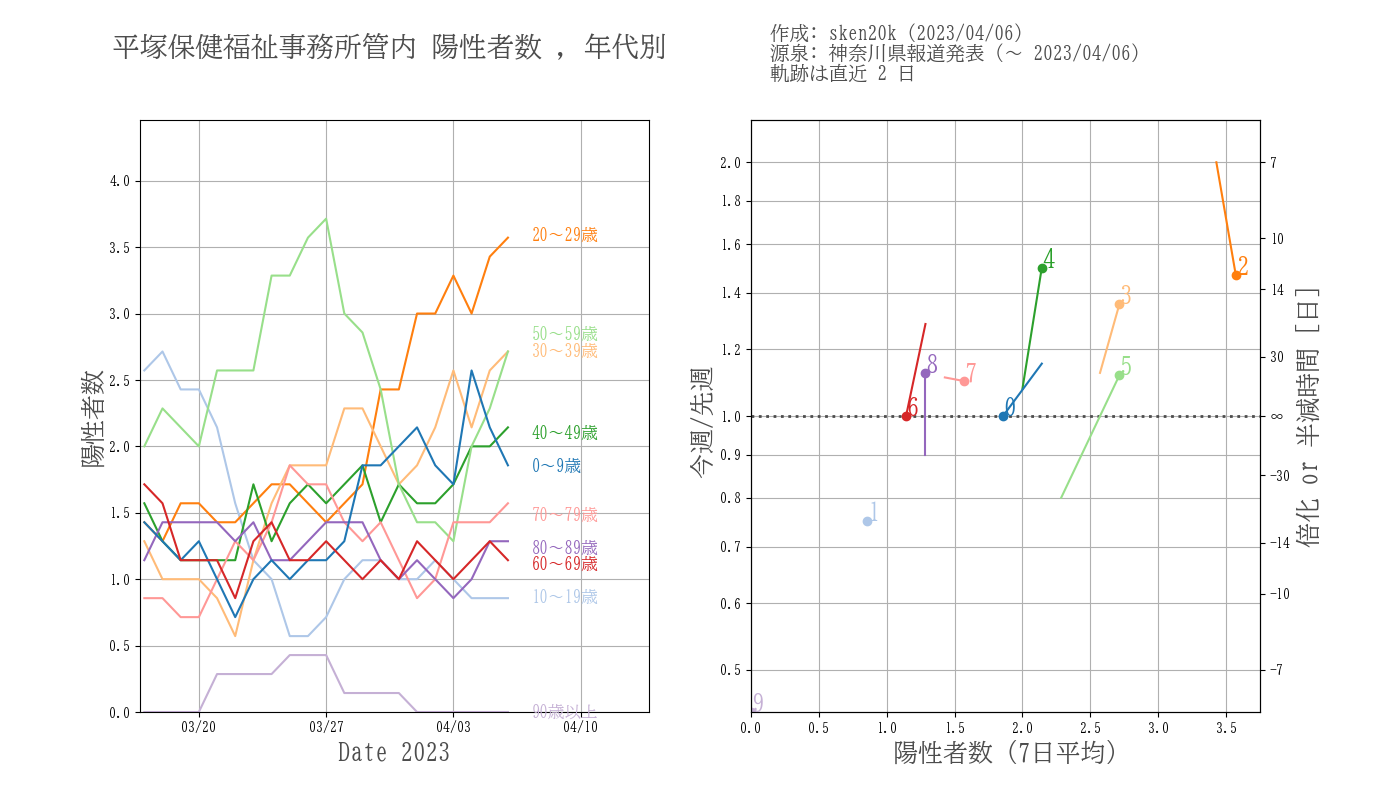 平塚保健福祉事務所管内 陽性者数 , 年代別
作成: sken20k (2023/04/06)
源泉: 神奈川県報道発表 (～ 2023/04/06)
軌跡は直近 2 日
陽性者数
4.0
3.5
3.0
2.5
2.0
1.5
1.0
0.5
0.0
03/20
03/27
04/03
04/10
Date 2023
20～29歳
50～59歳
30～39歳
40～49歳
0～9歳
70～79歳
80～89歳
60～69歳
10～19歳
90歳以上
今週/先週
2.0
1.8
1.6
1.4
1.2
1.0
0.9
0.8
0.7
0.6
0.5
2
4
3
8
7
5
6
0
1
9
0.0
0.5
1.0
1.5
2.0
2.5
3.0
3.5
陽性者数 (7日平均)
7
10
14
30
∞
-30
-14
-10
-7
倍化 or 半減時間 [日]